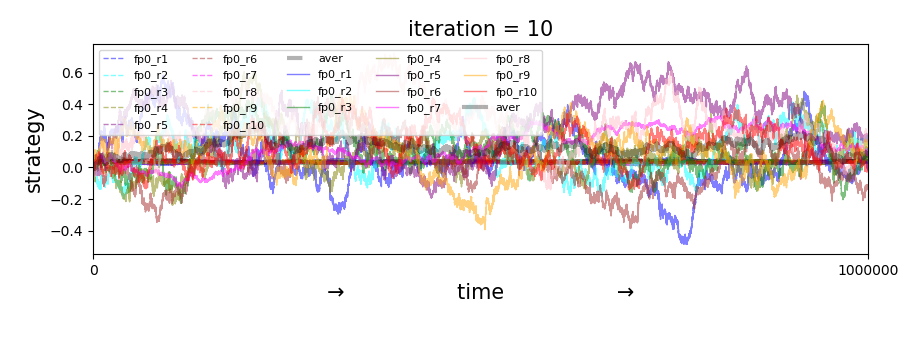 iteration = 10
strategy
0.6
0.4
0.2
0.0
−0.2
−0.4
fp0_r1
fp0_r2
fp0_r3
fp0_r4
fp0_r5
fp0_r6
fp0_r7
fp0_r8
fp0_r9
fp0_r10
aver
fp0_r1
fp0_r2
fp0_r3
fp0_r4
fp0_r5
fp0_r6
fp0_r7
fp0_r8
fp0_r9
fp0_r10
aver
0
1000000
→ time →